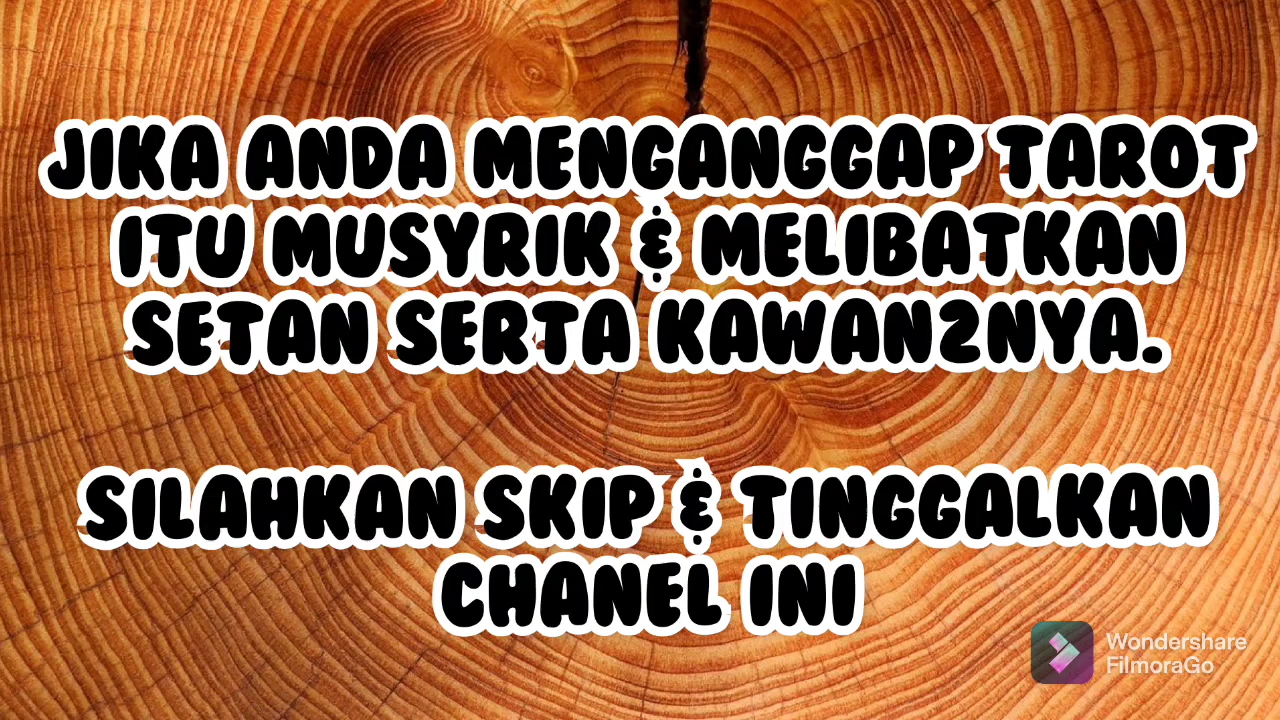 JIKA ANDA MENGANGGAP TAROT
ITU MUSYRIK & MELIBATKAN
SETAN SERTA KAWAN2NYA.
SILAHKAN SKIP & TINGGALKAN
CHANEL INI
Wondershare
FilmoraGo